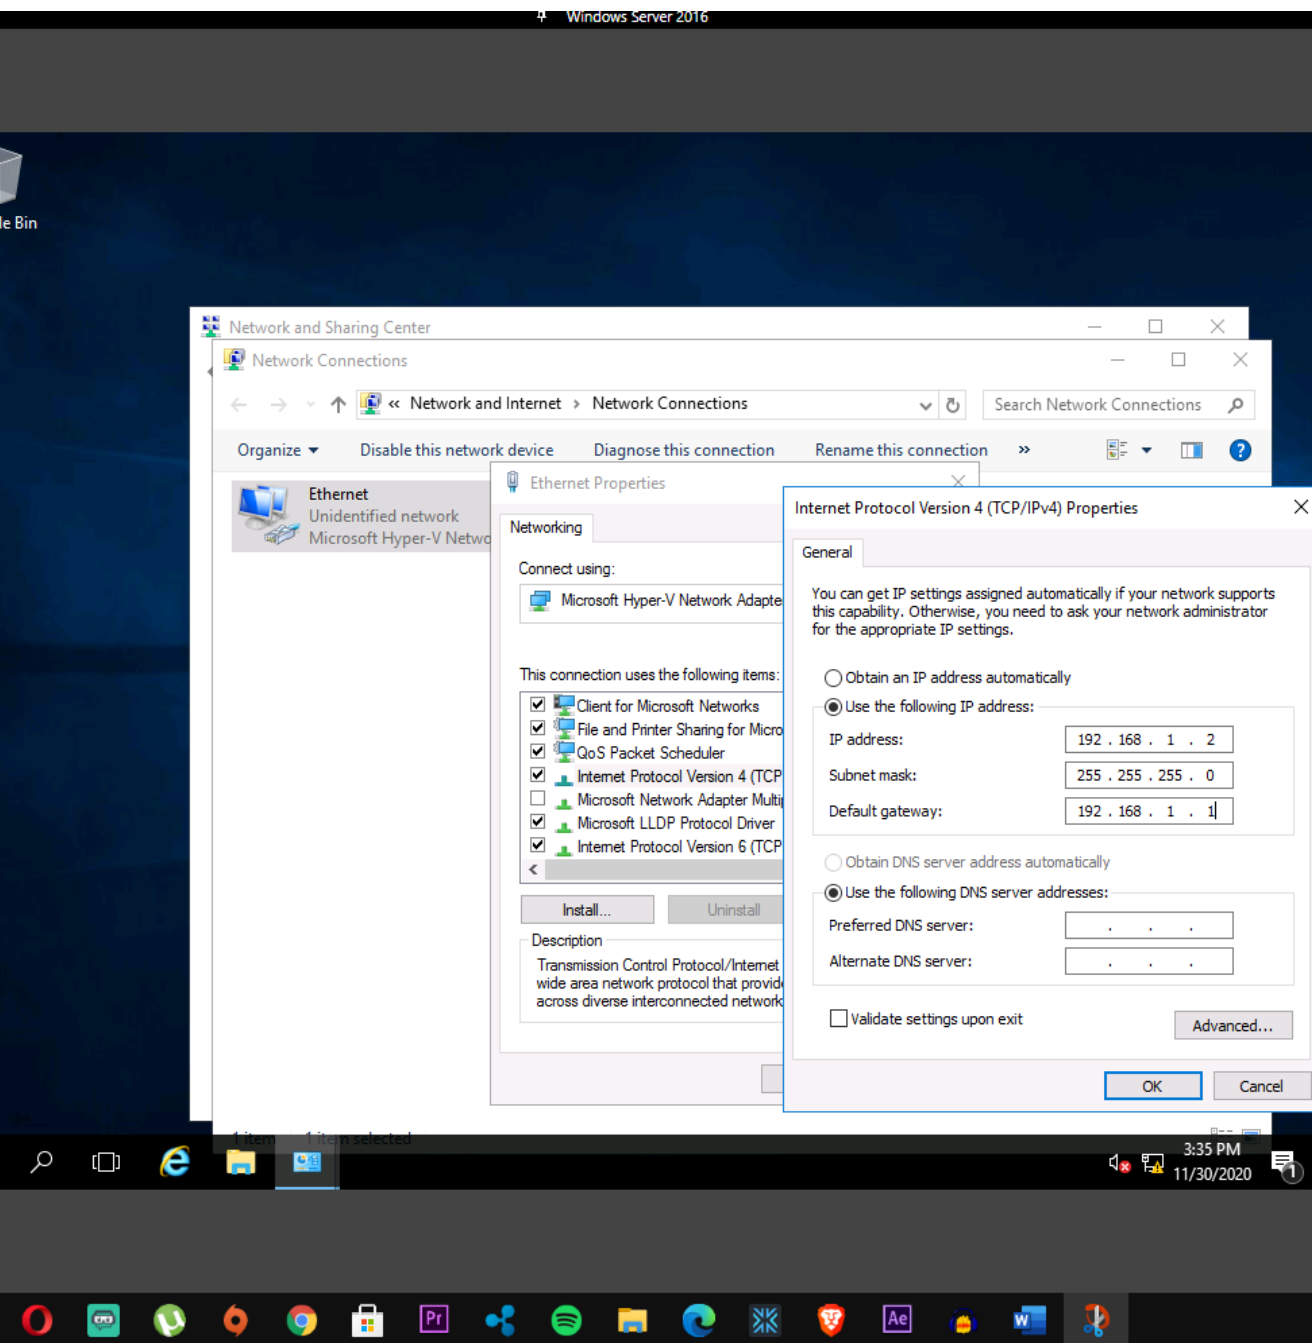 Windows Server 2016
le Bin
Network and Sharing Center
Network Connections
« Network and Internet > Network Connections
Search Network Connections
Organize
Disable this network device
Diagnose this connection
Rename this connection
»
Ethernet
Unidentified network
Microsoft Hyper-V Netwo
Ethernet Properties
Networking
Connect using:
Microsoft Hyper-V Network Adapte
This connection uses the following items:
Client for Microsoft Networks
File and Printer Sharing for Micro
QoS Packet Scheduler
Internet Protocol Version 4 (TCP
Microsoft Network Adapter Multi
Microsoft LLDP Protocol Driver
Internet Protocol Version 6 (TCP
Install...
Uninstall
Description
Transmission Control Protocol/Internet
wide area network protocol that provid
across diverse interconnected network
Internet Protocol Version 4 (TCP/IPv4) Properties
General
You can get IP settings assigned automatically if your network supports
this capability. Otherwise, you need to ask your network administrator
for the appropriate IP settings.
Obtain an IP address automatically
Use the following IP address:
IP address:
192 . 168 . 1 . 2
Subnet mask:
255 . 255 . 255 . 0
Default gateway:
192 . 168 . 1 . 1
Obtain DNS server address automatically
Use the following DNS server addresses:
Preferred DNS server:
. . .
Alternate DNS server:
. . .
Validate settings upon exit
Advanced...
OK
Cancel
1 item
1 item selected
3:35 PM
11/30/2020
1
Pr
Ae
W